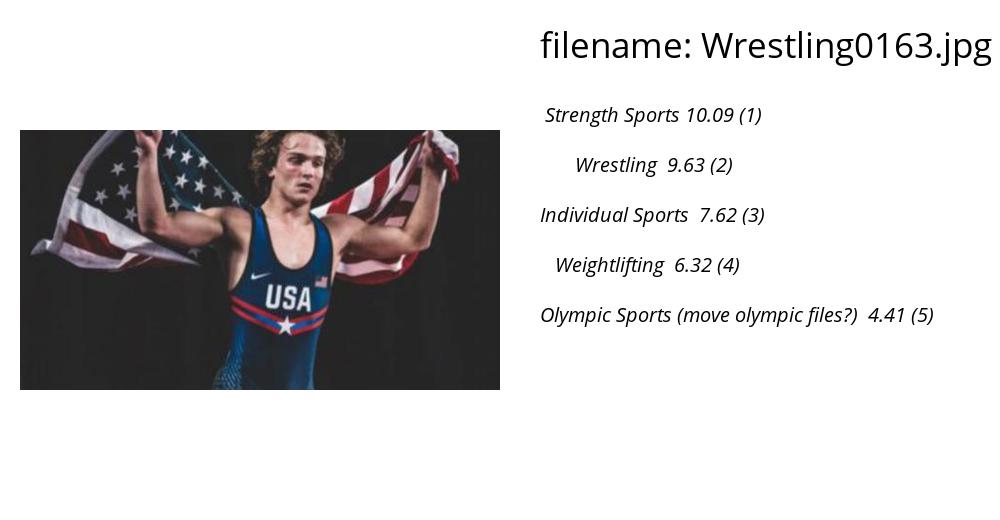 filename: Wrestling0163.jpg
Strength Sports 10.09 (1)
Wrestling 9.63 (2)
Individual Sports 7.62 (3)
Weightlifting 6.32 (4)
Olympic Sports (move olympic files?) 4.41 (5)
USA